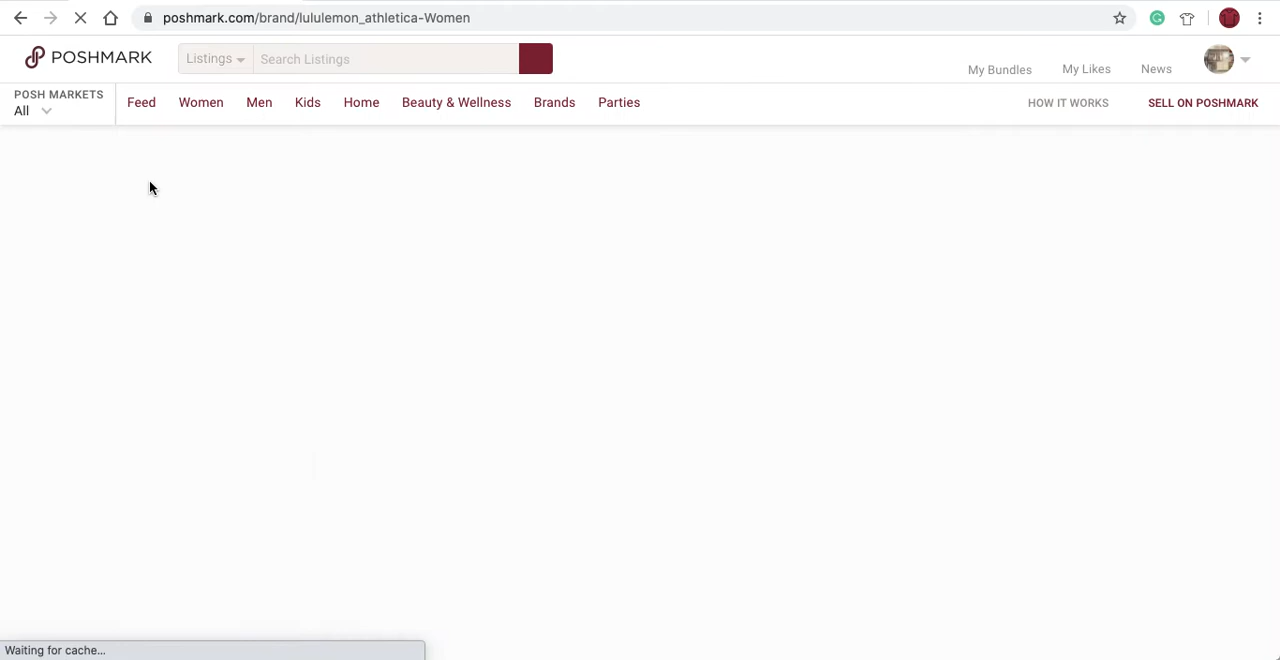 poshmark.com/brand/lululemon_athletica-Women
POSHMARK
Listings
Search Listings
My Bundles
My Likes
News
POSH MARKETS
All
Feed
Women
Men
Kids
Home
Beauty & Wellness
Brands
Parties
HOW IT WORKS
SELL ON POSHMARK
Waiting for cache...